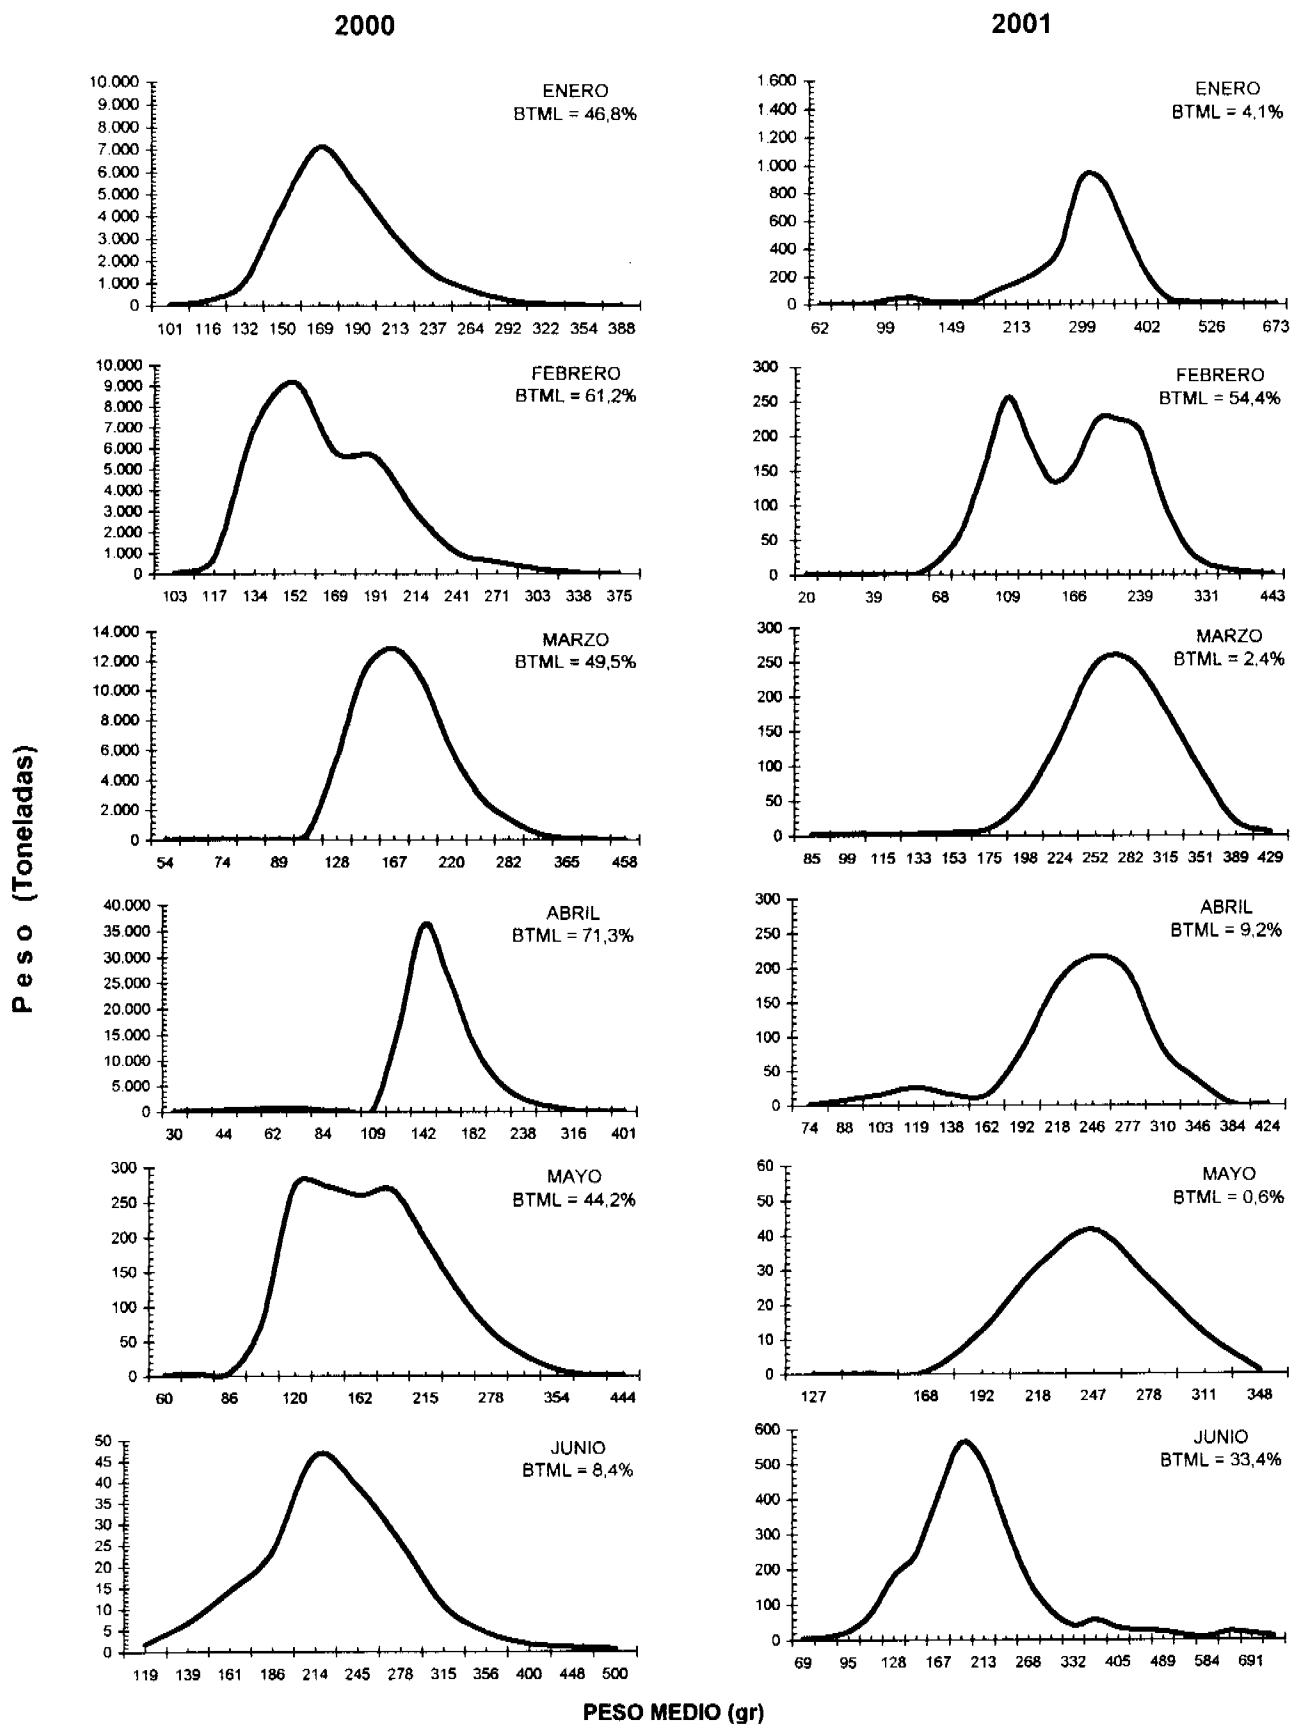 2000
2001
10.000
9.000
8.000
7.000
6.000
5.000
4.000
3.000
2.000
1.000
0
ENERO
BTML = 46,8%
101 116 132 150 169 190 213 237 264 292 322 354 388
1.600
1.400
1.200
1.000
800
600
400
200
0
ENERO
BTML = 4,1%
62 99 149 213 299 402 526 673
10.000
9.000
8.000
7.000
6.000
5.000
4.000
3.000
2.000
1.000
0
FEBRERO
BTML = 61,2%
103 117 134 152 169 191 214 241 271 303 338 375
300
250
200
150
100
50
0
FEBRERO
BTML = 54,4%
20 39 68 109 166 239 331 443
14.000
12.000
10.000
8.000
6.000
4.000
2.000
0
MARZO
BTML = 49,5%
54 74 89 128 167 220 282 365 458
300
250
200
150
100
50
0
MARZO
BTML = 2,4%
85 99 115 133 153 175 198 224 252 282 315 351 389 429
Peso (Toneladas)
40.000
35.000
30.000
25.000
20.000
15.000
10.000
5.000
0
ABRIL
BTML = 71,3%
30 44 62 84 109 142 182 238 316 401
300
250
200
150
100
50
0
ABRIL
BTML = 9,2%
74 88 103 119 138 162 192 218 246 277 310 346 384 424
300
250
200
150
100
50
0
MAYO
BTML = 44,2%
60 86 120 162 215 278 354 444
60
50
40
30
20
10
0
MAYO
BTML = 0,6%
127 168 192 218 247 278 311 348
50
45
40
35
30
25
20
15
10
5
0
JUNIO
BTML = 8,4%
119 139 161 186 214 245 278 315 356 400 448 500
600
500
400
300
200
100
0
JUNIO
BTML = 33,4%
69 95 128 167 213 268 332 405 489 584 691
PESO MEDIO (gr)